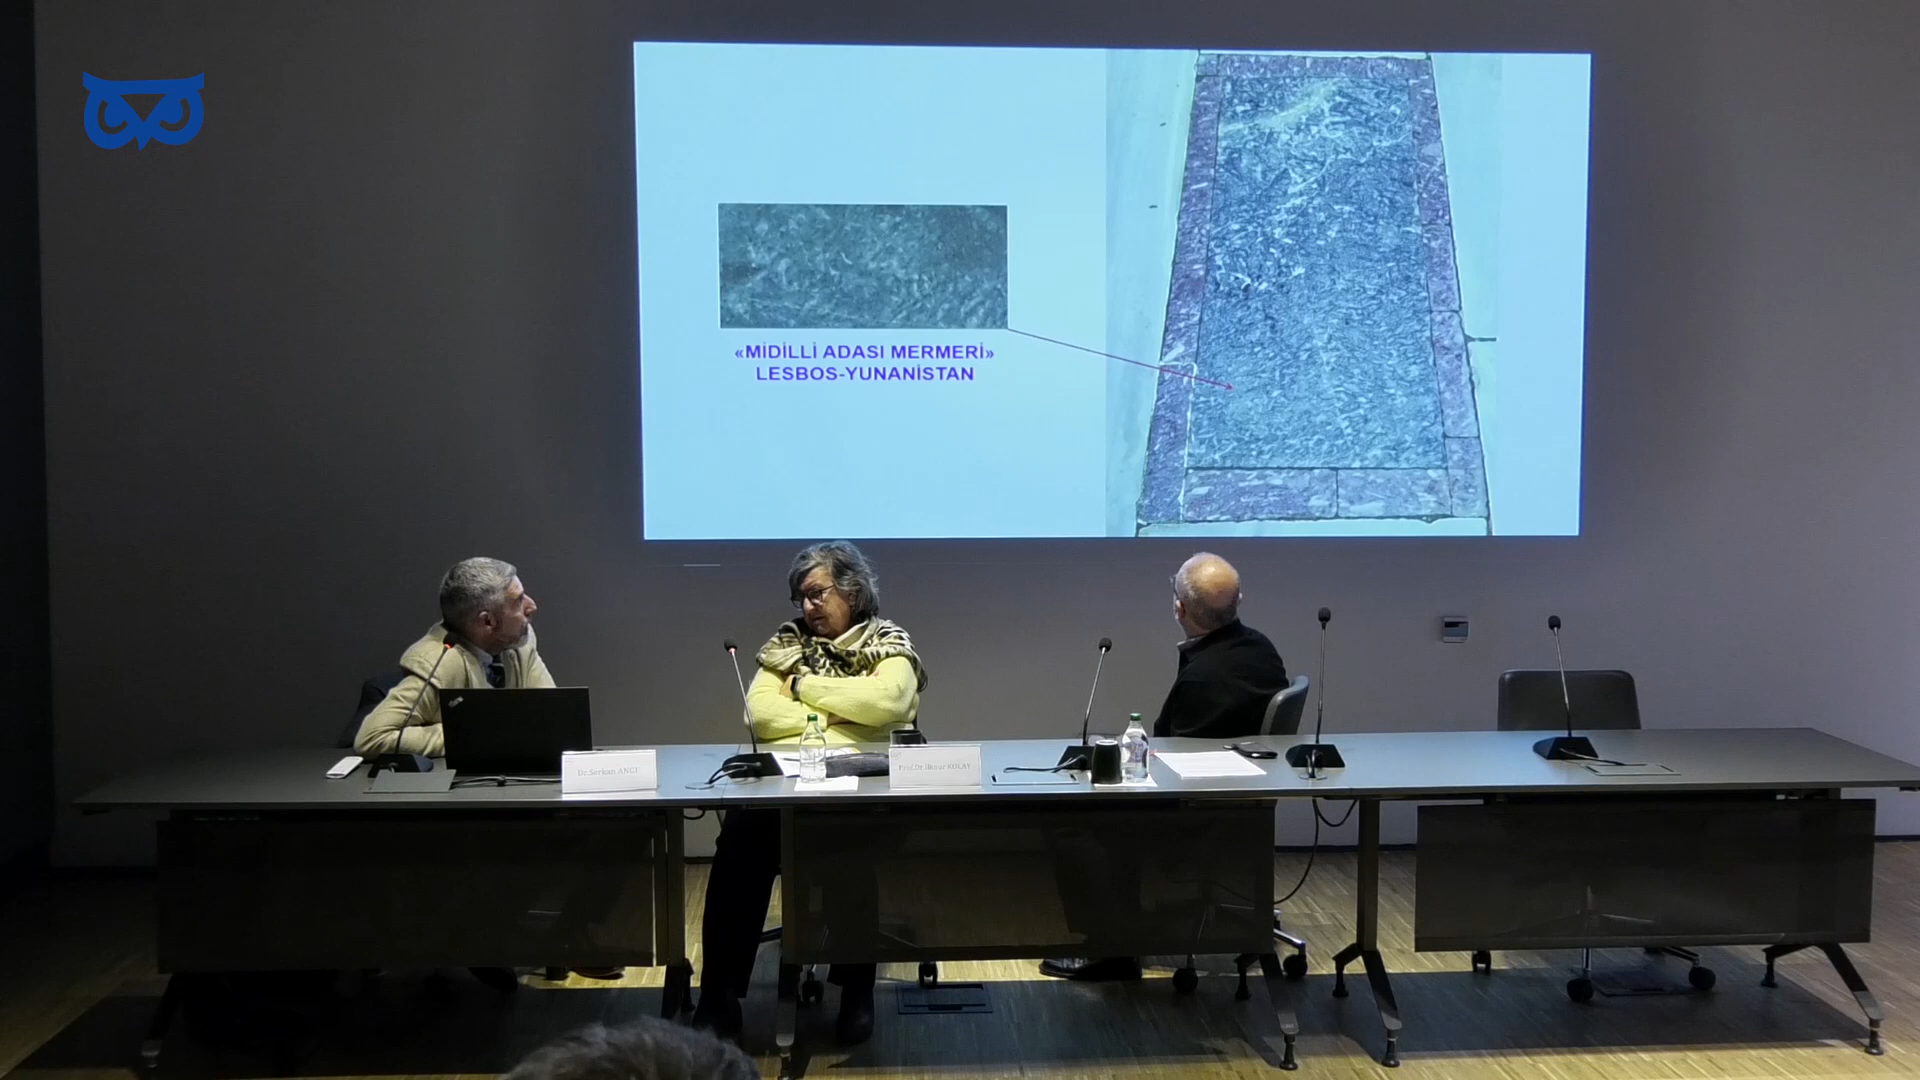 «MİDİLLİ ADASI MERMERİ»
LESBOS-YUNANİSTAN
Dr.Serkan ANGI
Prof.Dr.İlknur KOLAY